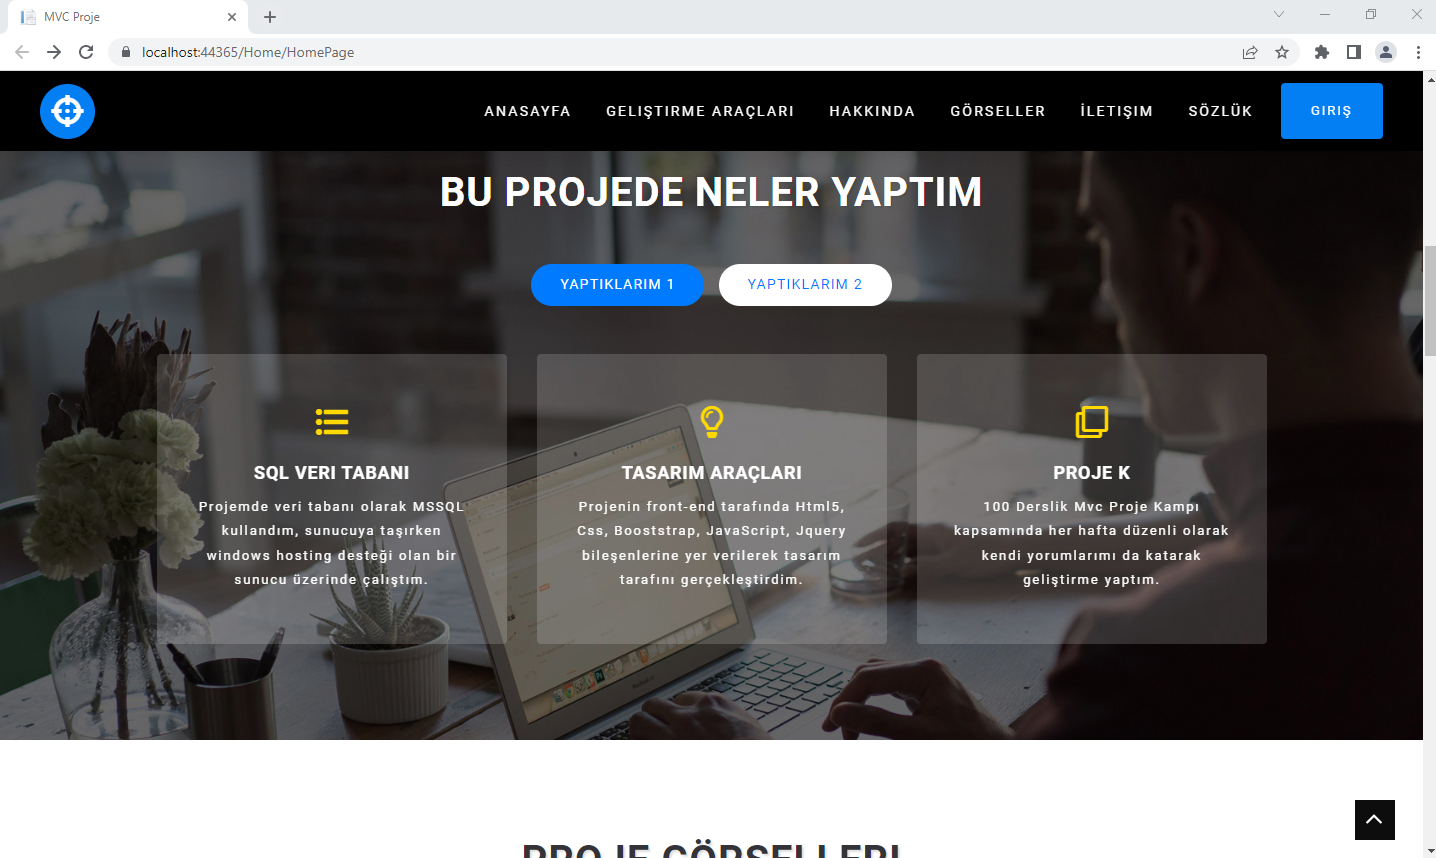 MVC Proje
localhost:44365/Home/HomePage
ANASAYFA GELIŞTIRME ARAÇLARI HAKKINDA GÖRSELLER İLETIŞIM SÖZLÜK GIRIŞ
BU PROJEDE NELER YAPTIM
YAPTIKLARIM 1 YAPTIKLARIM 2
SQL VERI TABANI
Projemde veri tabanı olarak MSSQL
kullandım, sunucuya taşırken
windows hosting desteği olan bir
sunucu üzerinde çalıştım.
TASARIM ARAÇLARI
Projenin front-end tarafında Html5,
Css, Booststrap, JavaScript, Jquery
bileşenlerine yer verilerek tasarım
tarafını gerçekleştirdim.
PROJE K
100 Derslik Mvc Proje Kampı
kapsamında her hafta düzenli olarak
kendi yorumlarımı da katarak
geliştirme yaptım.
PROJE GÖRSELLERI